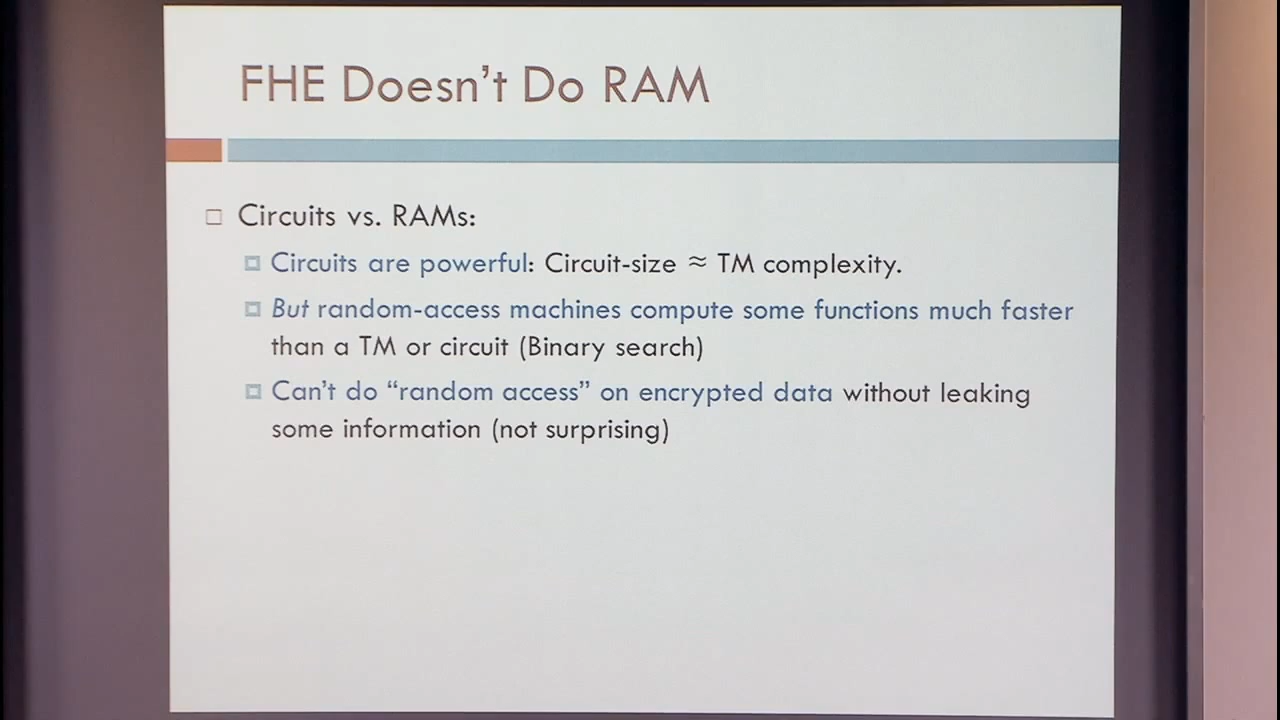 FHE Doesn't Do RAM
Circuits vs. RAMs:
Circuits are powerful: Circuit-size ≈ TM complexity.
But random-access machines compute some functions much faster
than a TM or circuit (Binary search)
Can't do “random access” on encrypted data without leaking
some information (not surprising)